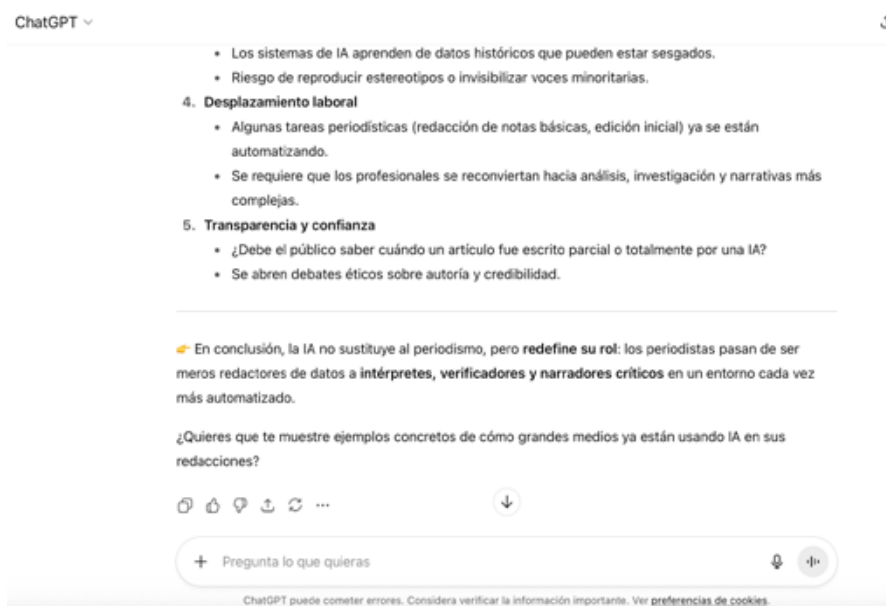 ChatGPT
• Los sistemas de IA aprenden de datos históricos que pueden estar sesgados.
• Riesgo de reproducir estereotipos o invisibilizar voces minoritarias.
4. Desplazamiento laboral
• Algunas tareas periodísticas (redacción de notas básicas, edición inicial) ya se están
automatizando.
• Se requiere que los profesionales se reconviertan hacia análisis, investigación y narrativas más
complejas.
5. Transparencia y confianza
• ¿Debe el público saber cuándo un artículo fue escrito parcial o totalmente por una IA?
• Se abren debates éticos sobre autoría y credibilidad.
👉 En conclusión, la IA no sustituye al periodismo, pero redefine su rol: los periodistas pasan de ser
meros redactores de datos a intérpretes, verificadores y narradores críticos en un entorno cada vez
más automatizado.
¿Quieres que te muestre ejemplos concretos de cómo grandes medios ya están usando IA en sus
redacciones?
Pregunta lo que quieras
ChatGPT puede cometer errores. Considera verificar la información importante. Ver preferencias de cookies.